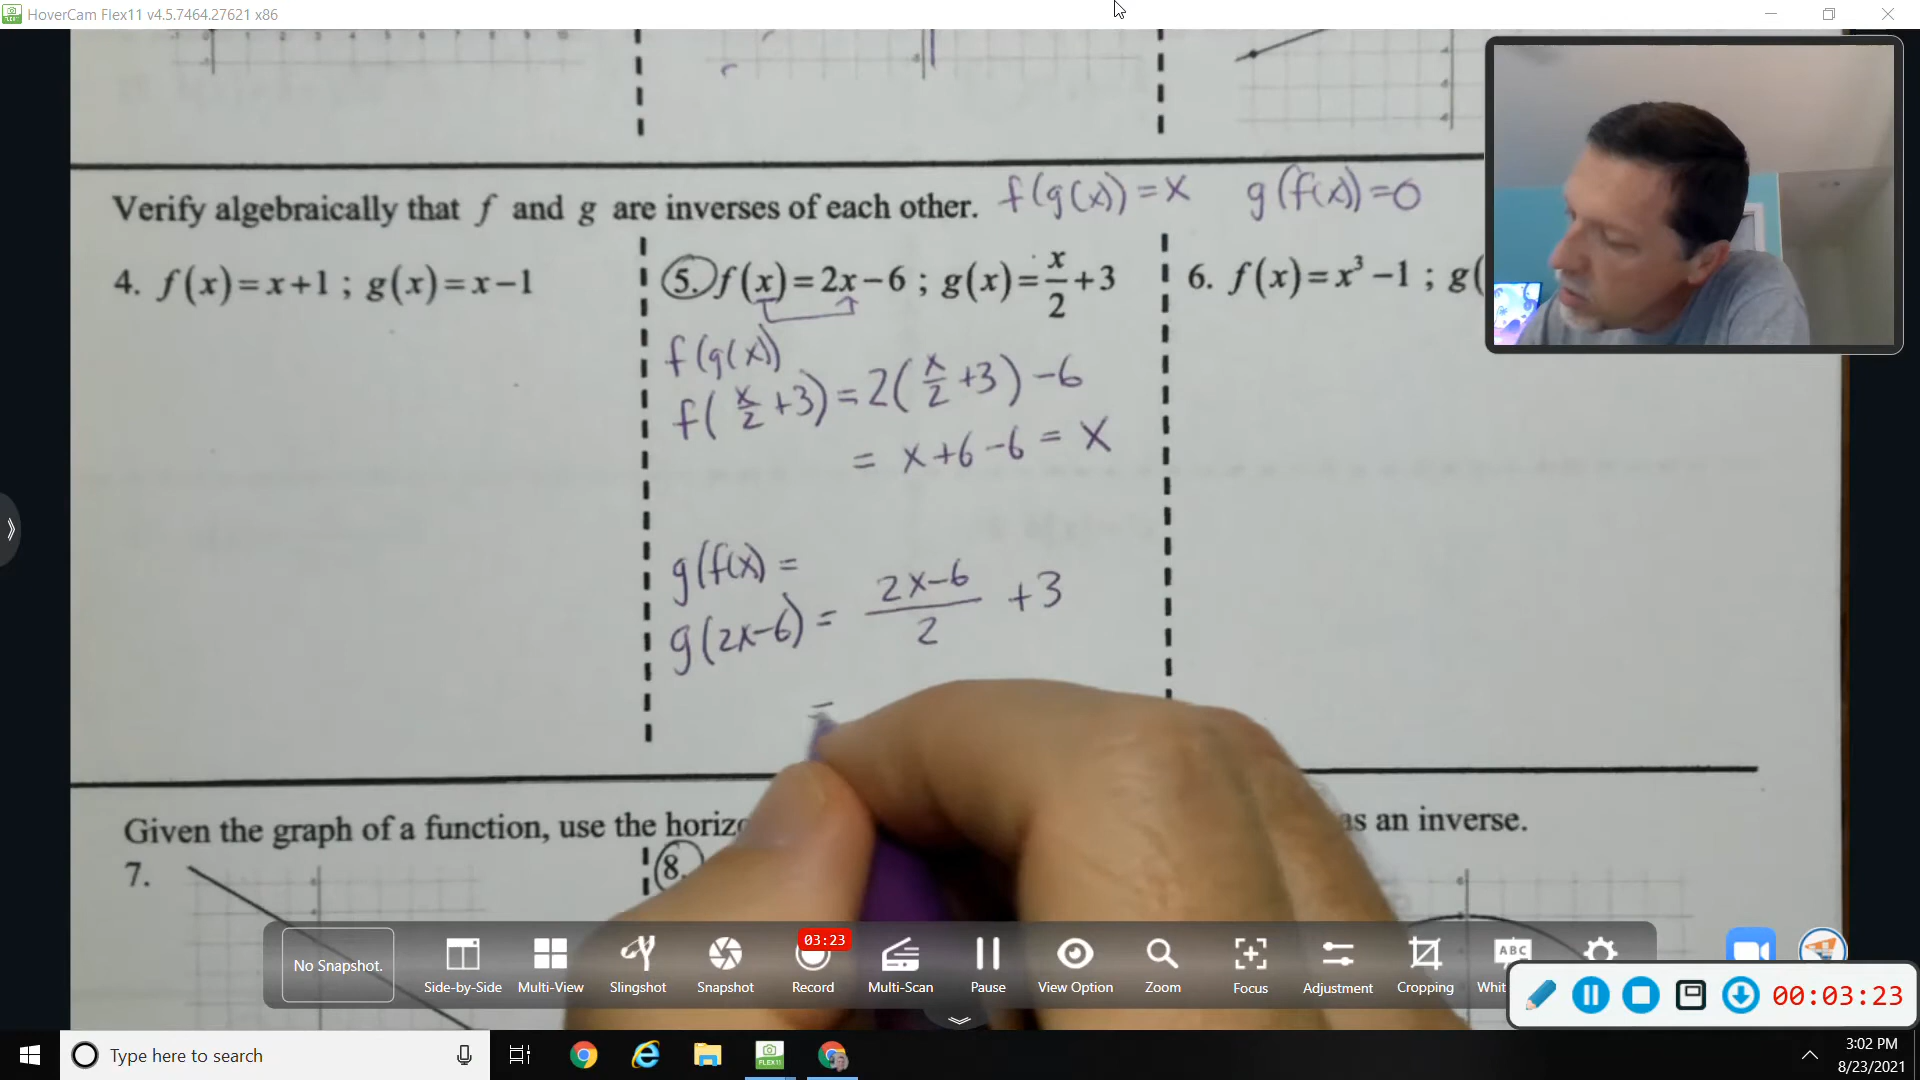 HoverCam Flex11 v4.5.7464.27621 x86
Verify algebraically that f and g are inverses of each other. f(g(x))=x g(f(x))=0
4. f(x)=x+1 ; g(x)=x−1
5. f(x)=2x−6 ; g(x)=x/2+3
6. f(x)=x³−1 ; g(
f(g(x))
f(x/2+3)=2(x/2+3)−6
= x+6−6 = x
g(f(x) =
g(2x−6) = (2x−6)/2 +3
=
Given the graph of a function, use the as an inverse.
7.
8.
No Snapshot.
Side-by-Side
Multi-View
Slingshot
Snapshot
03:23
Record
Multi-Scan
Pause
View Option
Zoom
Focus
Adjustment
Cropping
ABC
Whit
00:03:23
Type here to search
FLEX11
3:02 PM
8/23/2021